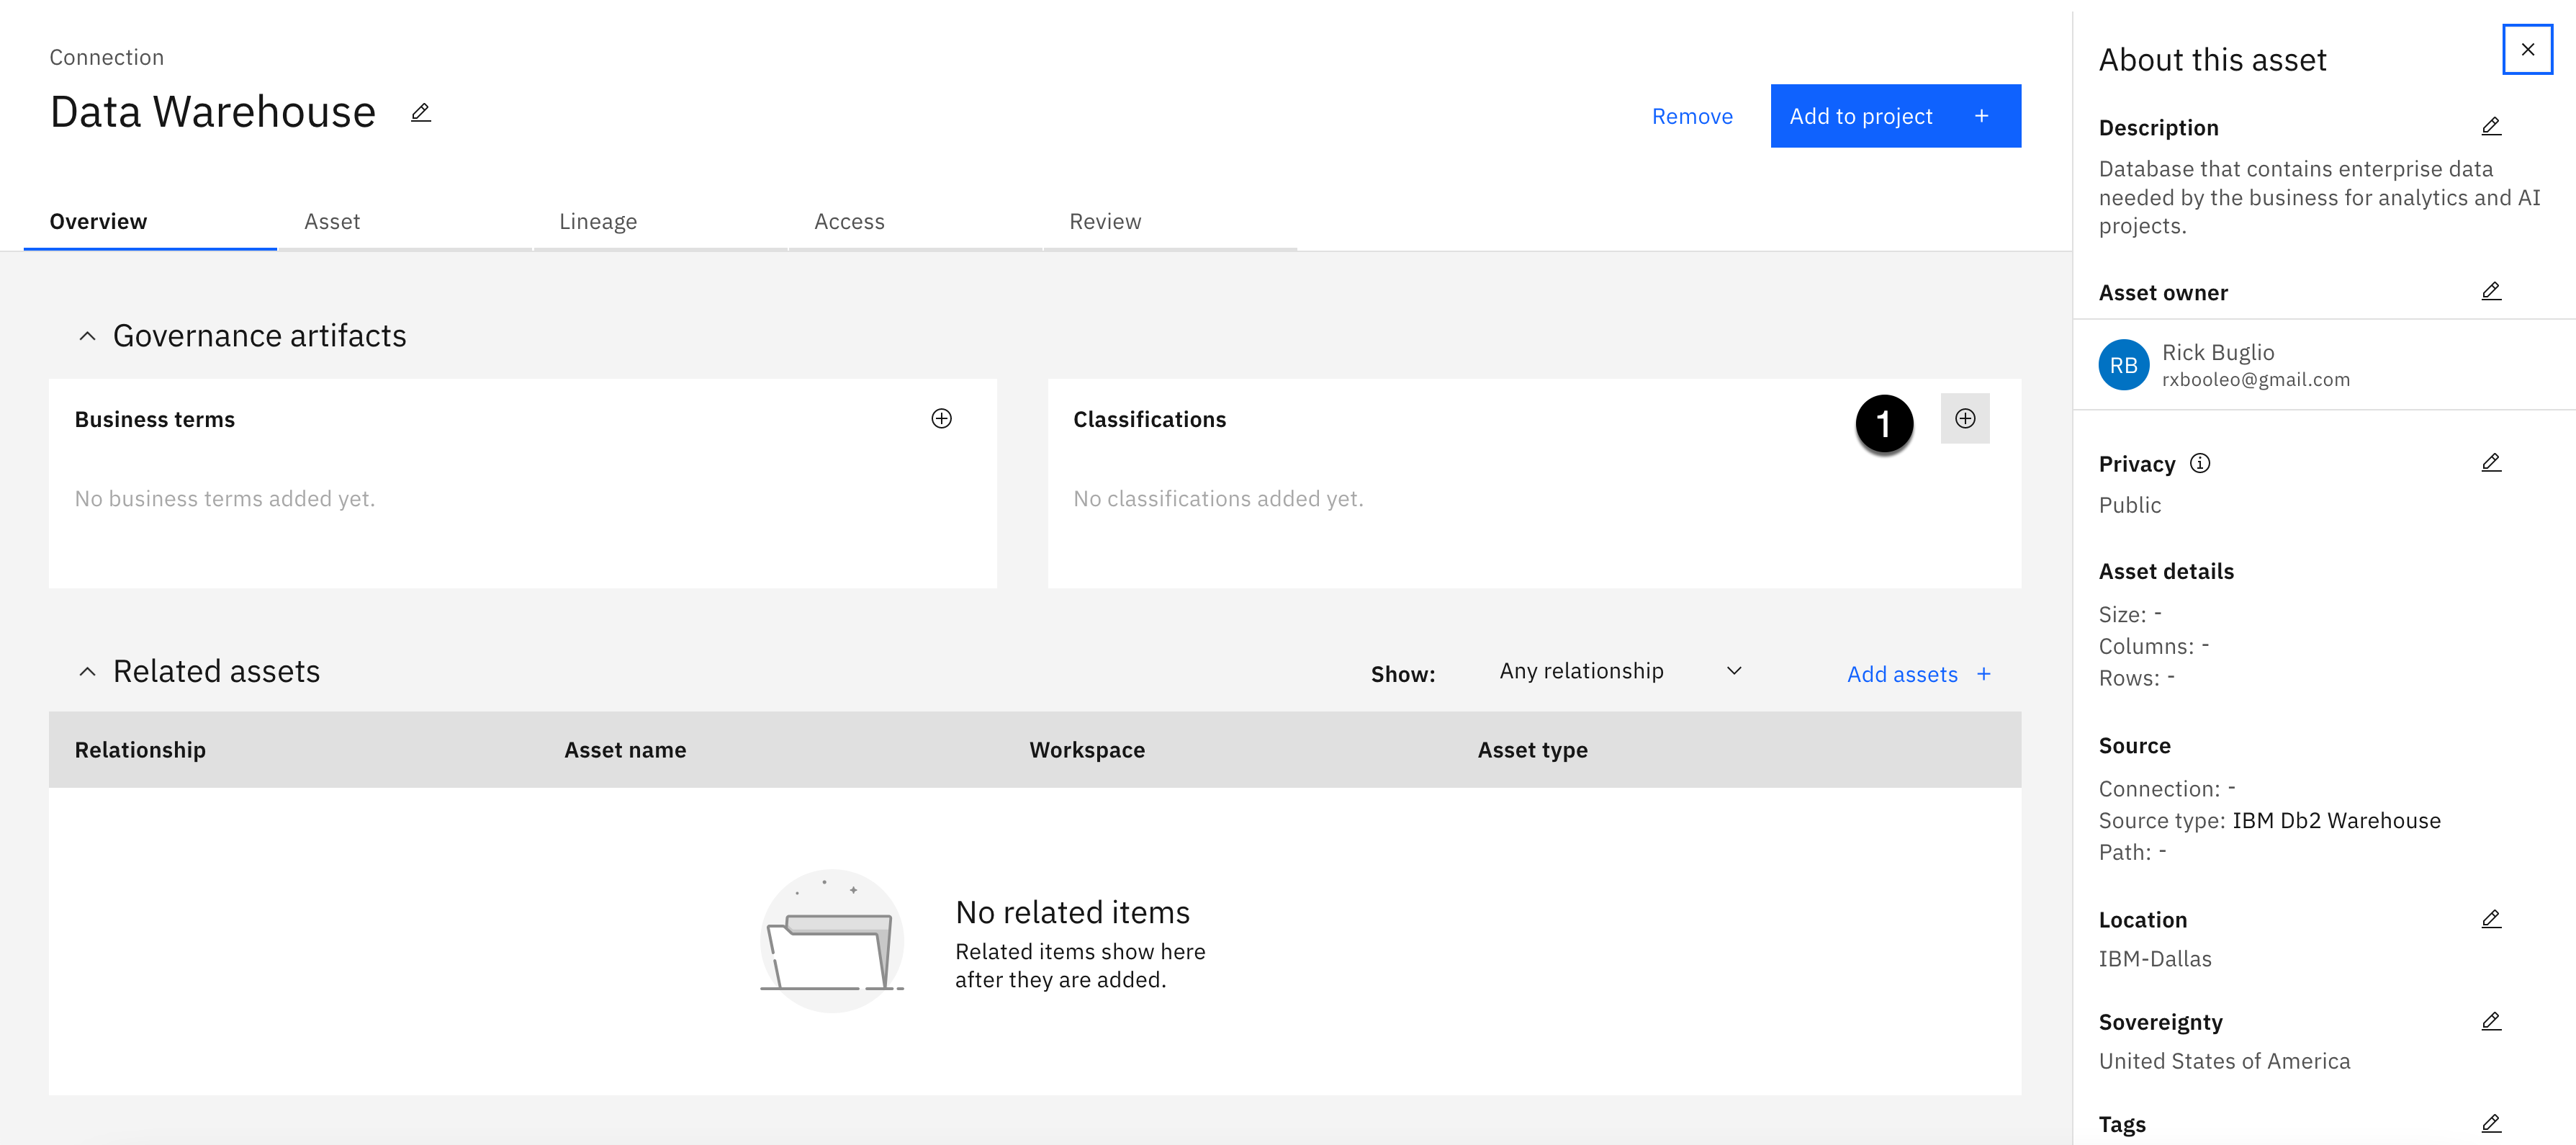 Connection
Data Warehouse
Remove
Add to project +
Overview
Asset
Lineage
Access
Review
Governance artifacts
Business terms
No business terms added yet.
Classifications
1
No classifications added yet.
Related assets
Show:
Any relationship
Add assets +
Relationship
Asset name
Workspace
Asset type
No related items
Related items show here
after they are added.
About this asset
Description
Database that contains enterprise data
needed by the business for analytics and AI
projects.
Asset owner
RB
Rick Buglio
rxbooleo@gmail.com
Privacy
Public
Asset details
Size: -
Columns: -
Rows: -
Source
Connection: -
Source type: IBM Db2 Warehouse
Path: -
Location
IBM-Dallas
Sovereignty
United States of America
Tags